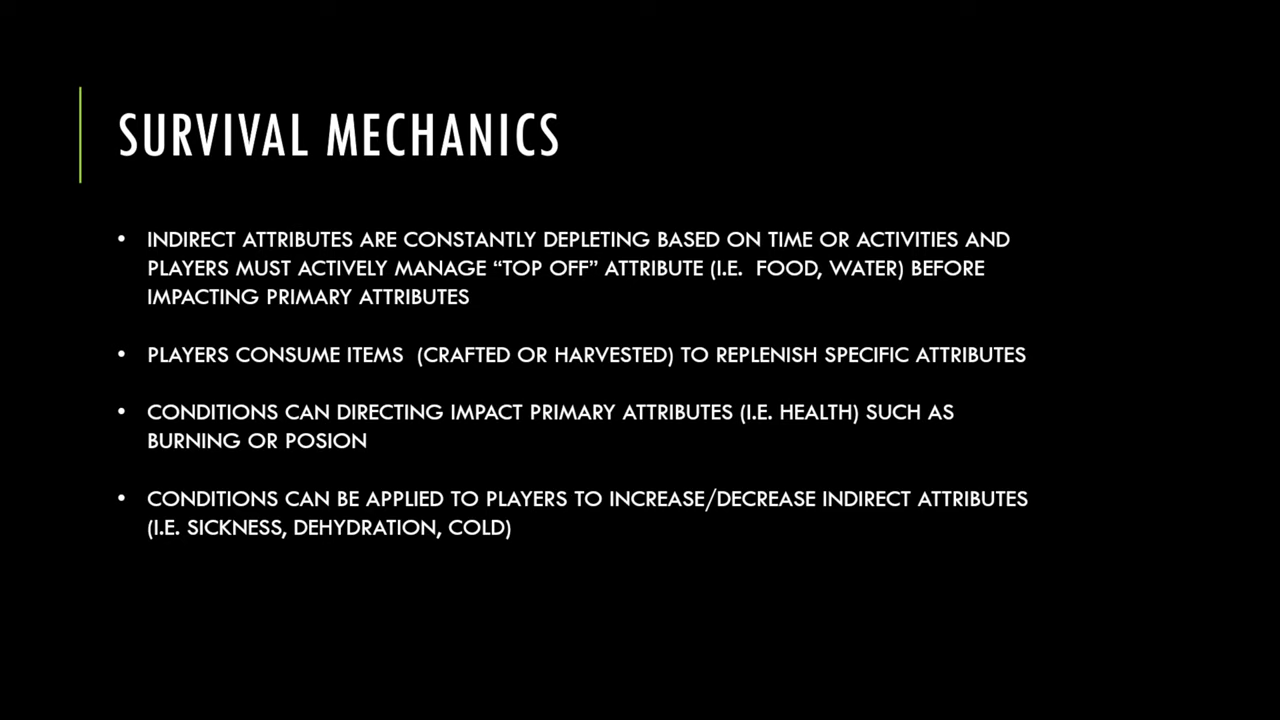 SURVIVAL MECHANICS
• INDIRECT ATTRIBUTES ARE CONSTANTLY DEPLETING BASED ON TIME OR ACTIVITIES AND
PLAYERS MUST ACTIVELY MANAGE “TOP OFF” ATTRIBUTE (I.E.  FOOD, WATER) BEFORE
IMPACTING PRIMARY ATTRIBUTES
• PLAYERS CONSUME ITEMS  (CRAFTED OR HARVESTED) TO REPLENISH SPECIFIC ATTRIBUTES
• CONDITIONS CAN DIRECTING IMPACT PRIMARY ATTRIBUTES (I.E. HEALTH) SUCH AS
BURNING OR POSION
• CONDITIONS CAN BE APPLIED TO PLAYERS TO INCREASE/DECREASE INDIRECT ATTRIBUTES
(I.E. SICKNESS, DEHYDRATION, COLD)